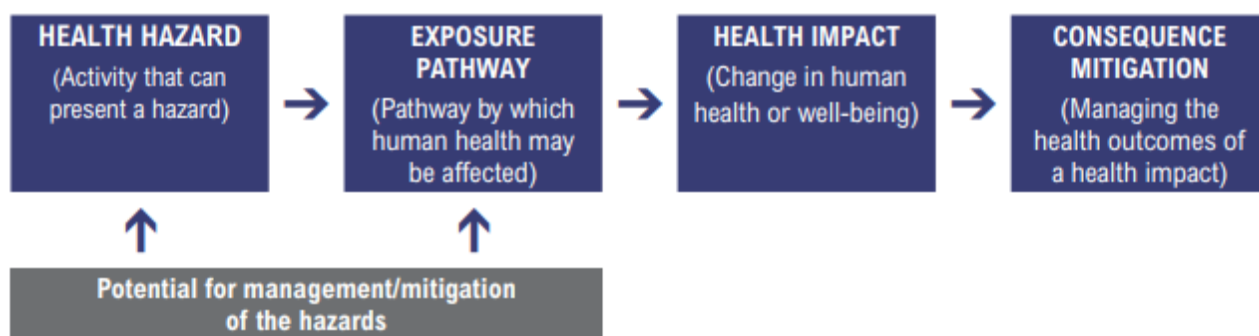 HEALTH HAZARD
(Activity that can
present a hazard)
EXPOSURE
PATHWAY
(Pathway by which
human health may
be affected)
HEALTH IMPACT
(Change in human
health or well-being)
CONSEQUENCE
MITIGATION
(Managing the
health outcomes of
a health impact)
Potential for management/mitigation
of the hazards